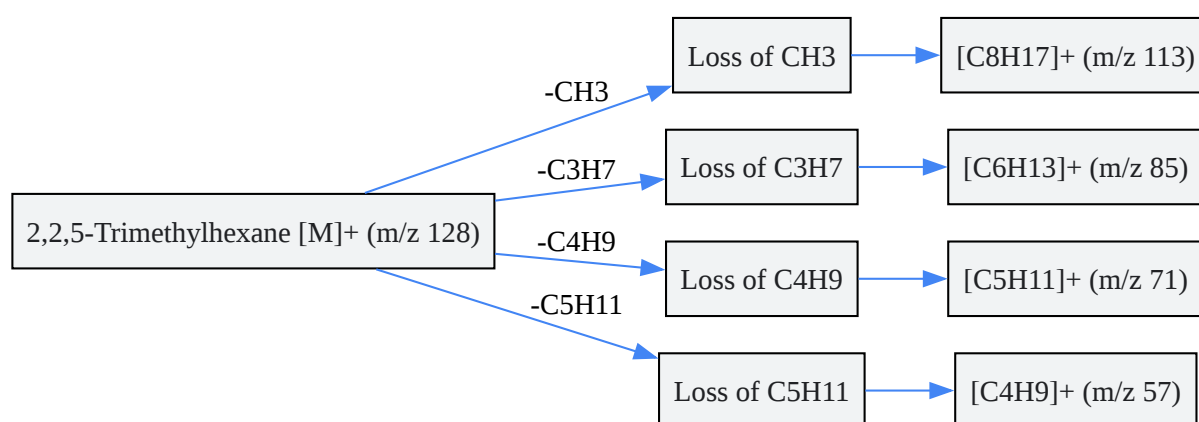 Loss of CH3
[C8H17]+ (m/z 113)
-CH3
-C3H7
Loss of C3H7
[C6H13]+ (m/z 85)
2,2,5-Trimethylhexane [M]+ (m/z 128)
-C4H9
Loss of C4H9
[C5H11]+ (m/z 71)
-C5H11
Loss of C5H11
[C4H9]+ (m/z 57)